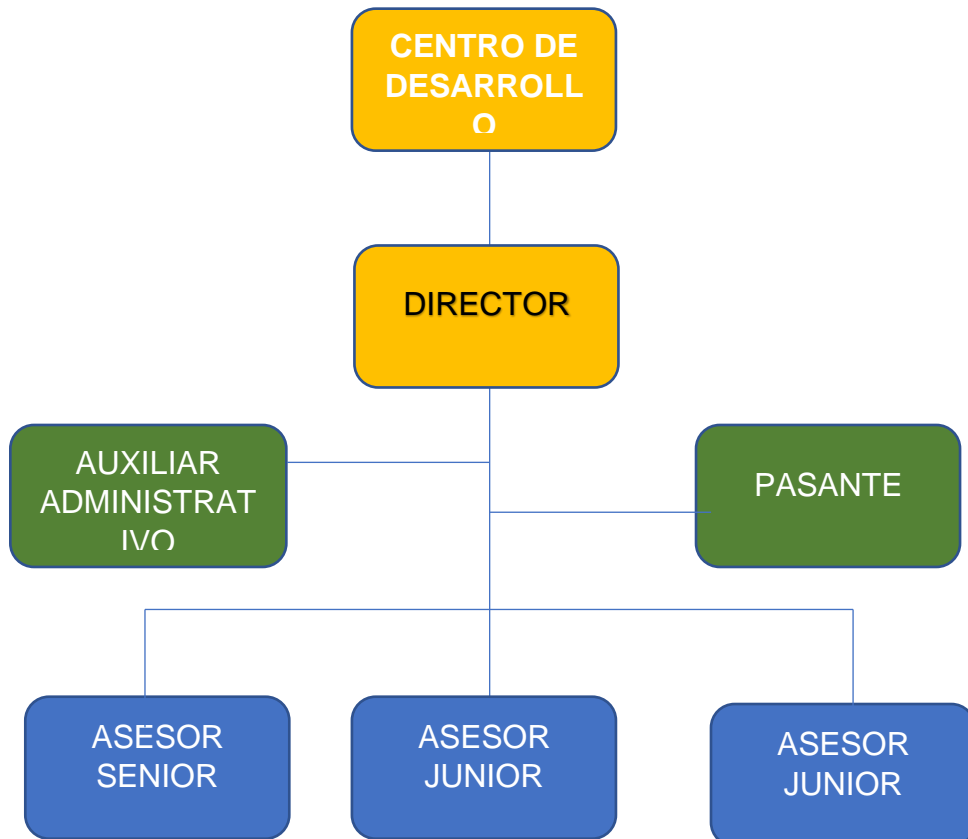 CENTRO DE
DESARROLL
O
DIRECTOR
AUXILIAR
ADMINISTRAT
IVO
PASANTE
ASESOR
SENIOR
ASESOR
JUNIOR
ASESOR
JUNIOR